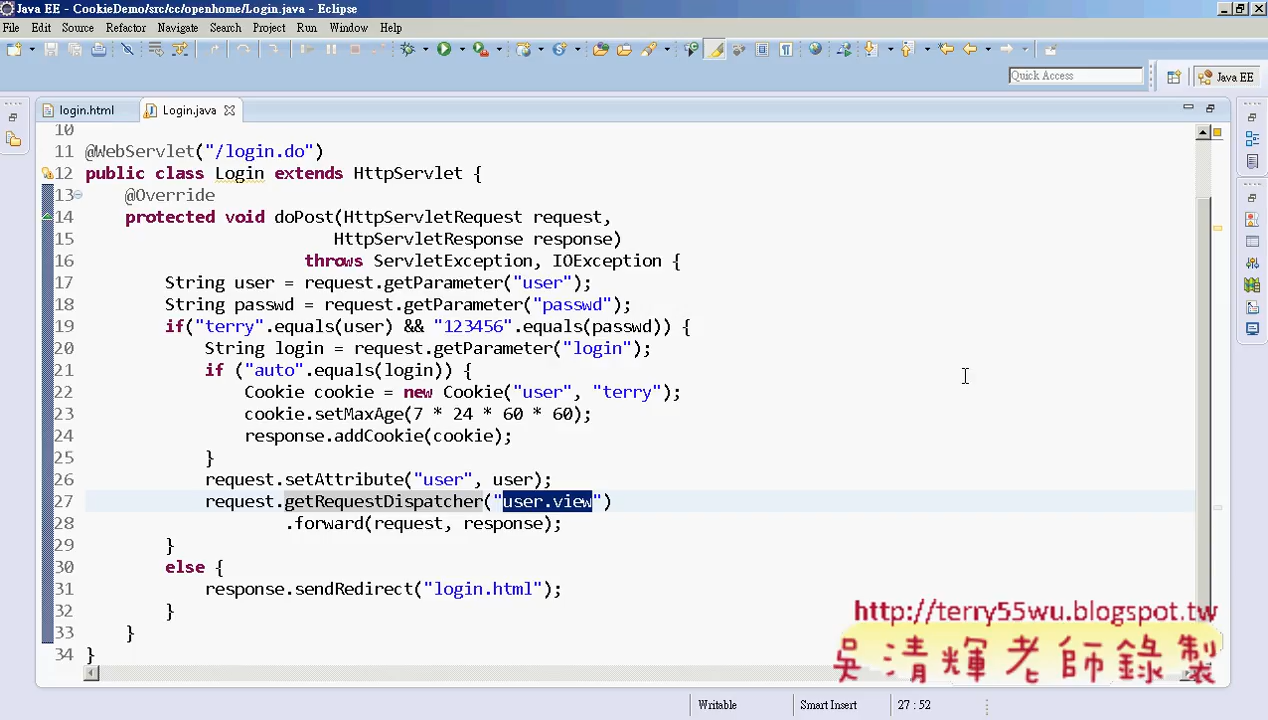 Java EE - CookieDemo/src/cc/openhome/Login.java - Eclipse
File Edit Source Refactor Navigate Search Project Run Window Help
Quick Access
Java EE
login.html
Login.java
10
11 @WebServlet("/login.do")
12 public class Login extends HttpServlet {
13 @Override
14 protected void doPost(HttpServletRequest request,
15 HttpServletResponse response)
16 throws ServletException, IOException {
17 String user = request.getParameter("user");
18 String passwd = request.getParameter("passwd");
19 if("terry".equals(user) && "123456".equals(passwd)) {
20 String login = request.getParameter("login");
21 if ("auto".equals(login)) {
22 Cookie cookie = new Cookie("user", "terry");
23 cookie.setMaxAge(7 * 24 * 60 * 60);
24 response.addCookie(cookie);
25 }
26 request.setAttribute("user", user);
27 request.getRequestDispatcher("user.view")
28 .forward(request, response);
29 }
30 else {
31 response.sendRedirect("login.html");
32 }
33 }
34 }
http://terry55wu.blogspot.tw
吳清輝老師錄製
Writable Smart Insert 27 : 52